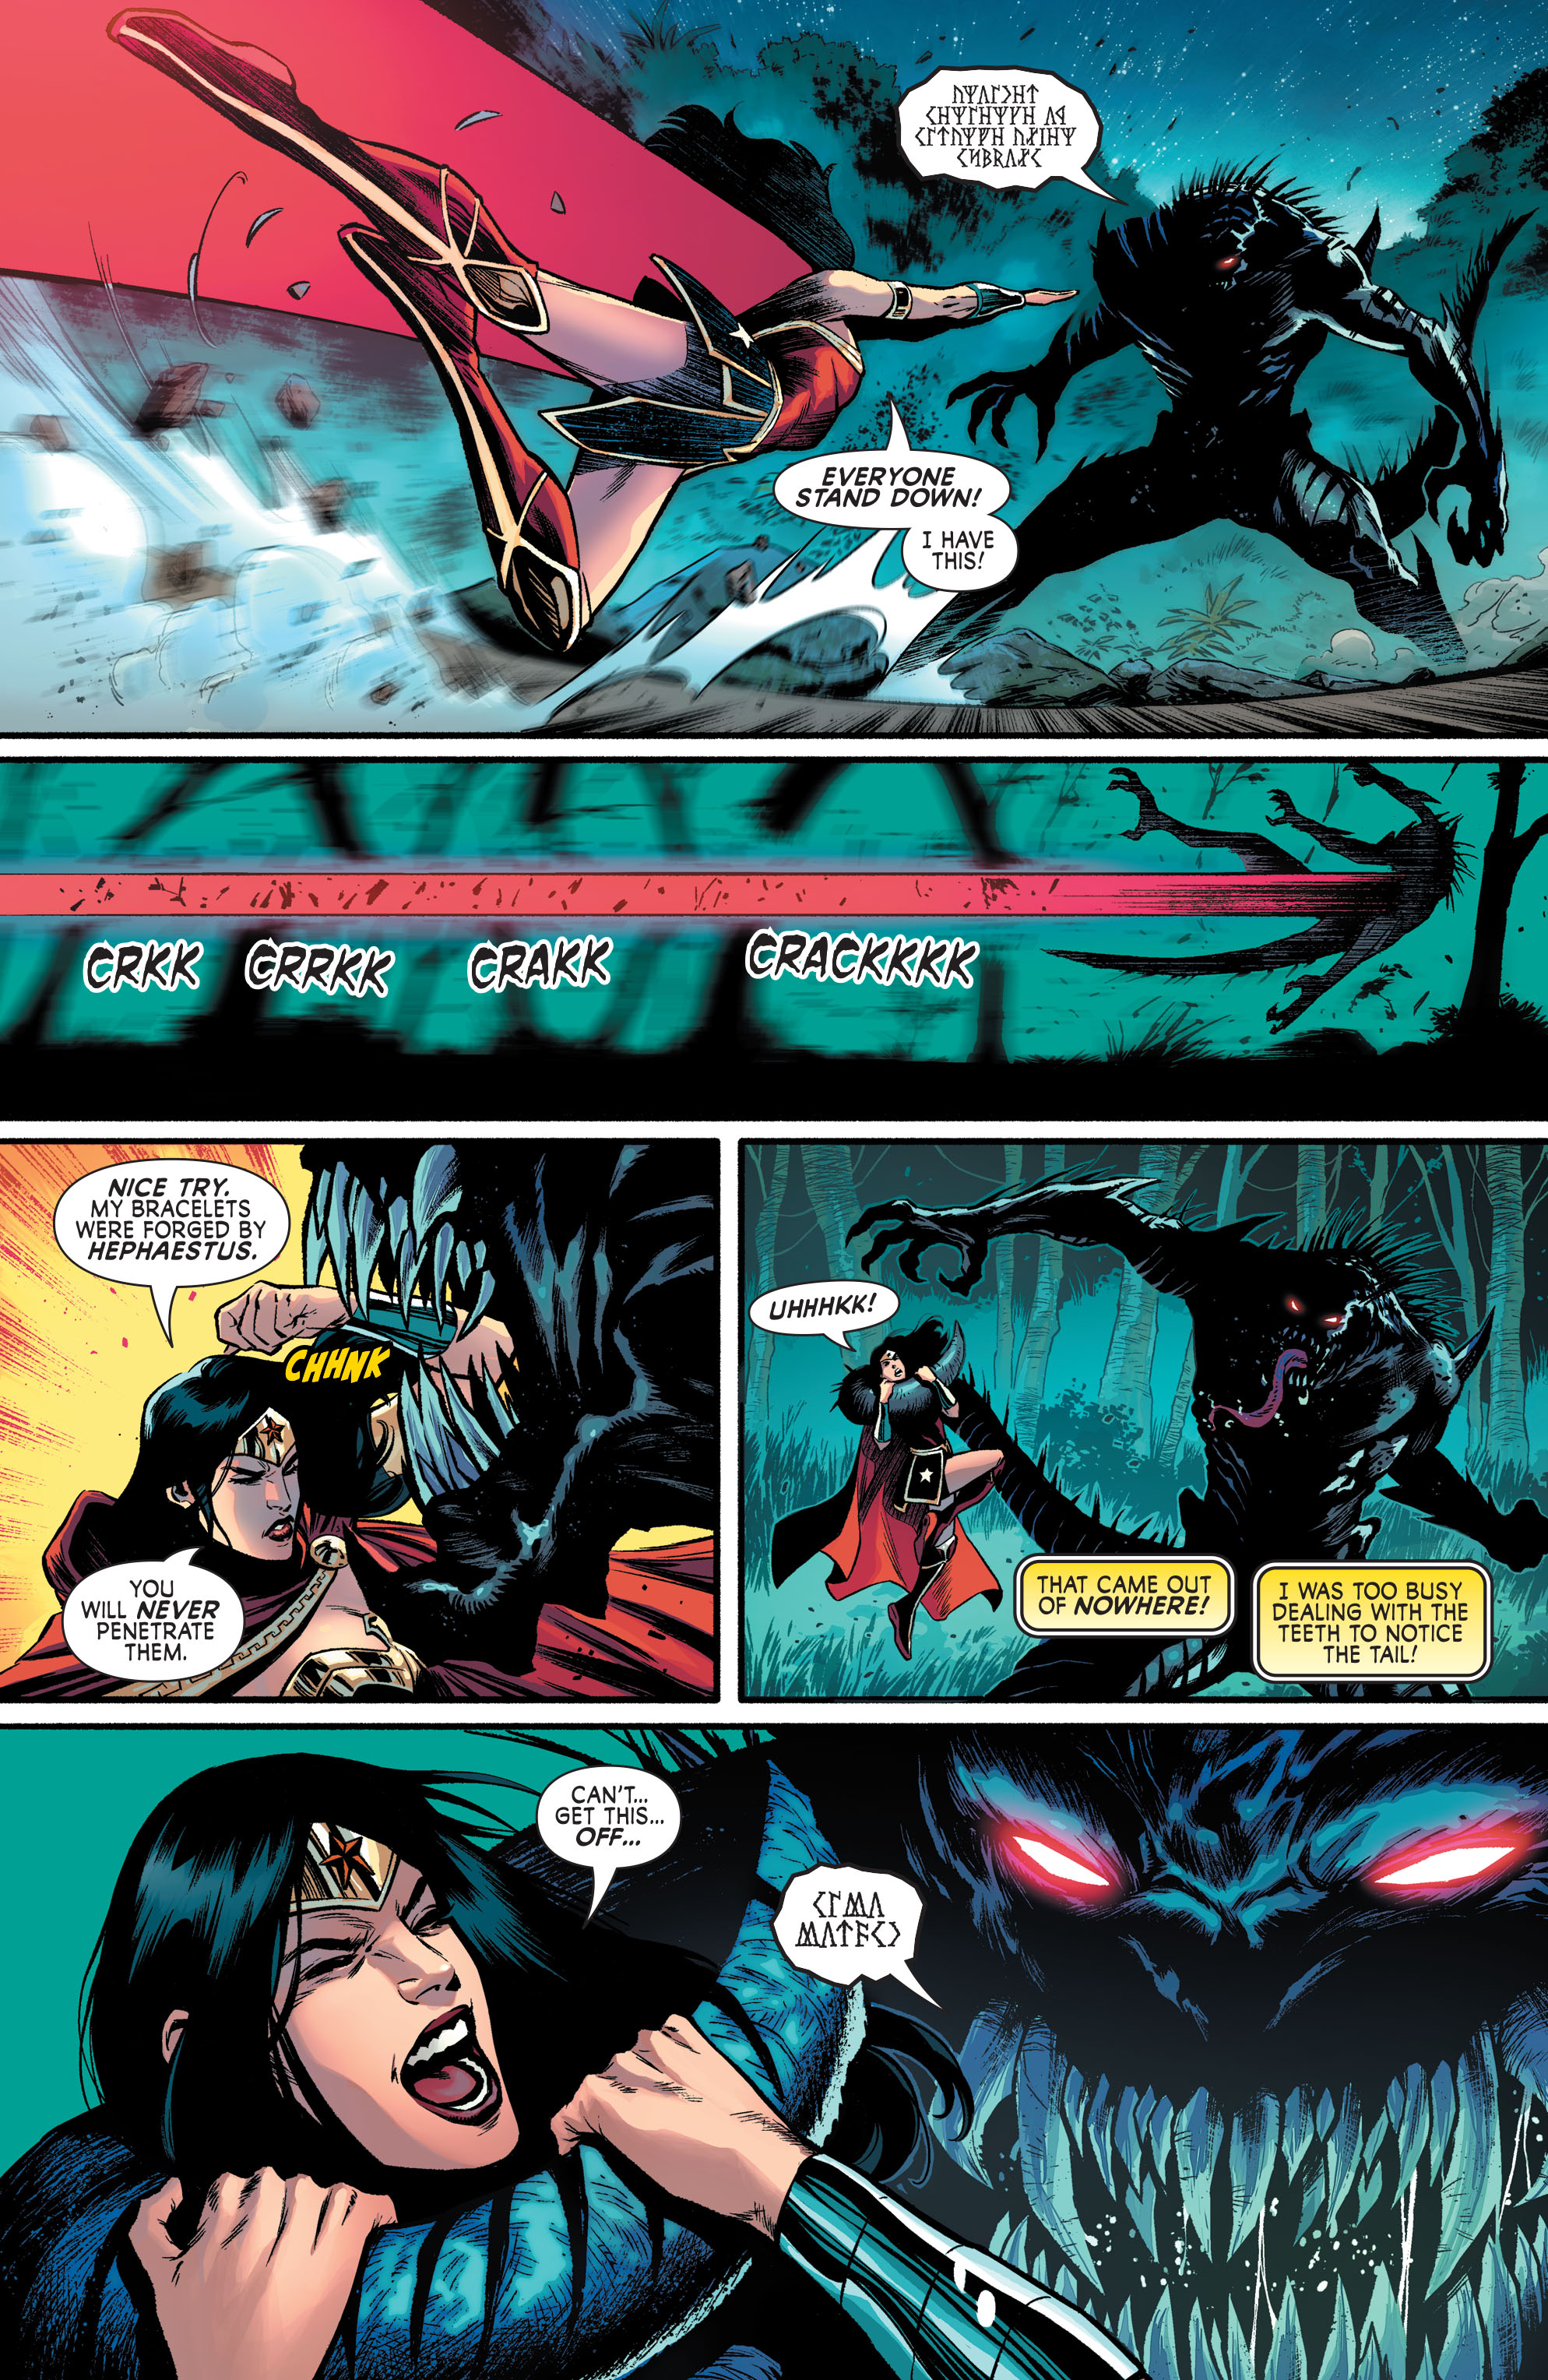 EVERYONE
STAND DOWN!
I HAVE
THIS!
CRKK
CRRKK
CRAKK
CRACKKKK
NICE TRY.
MY BRACELETS
WERE FORGED BY
HEPHAESTUS.
CHHNK
YOU
WILL NEVER
PENETRATE
THEM.
UHHHKK!
THAT CAME OUT
OF NOWHERE!
I WAS TOO BUSY
DEALING WITH THE
TEETH TO NOTICE
THE TAIL!
CAN'T...
GET THIS...
OFF...